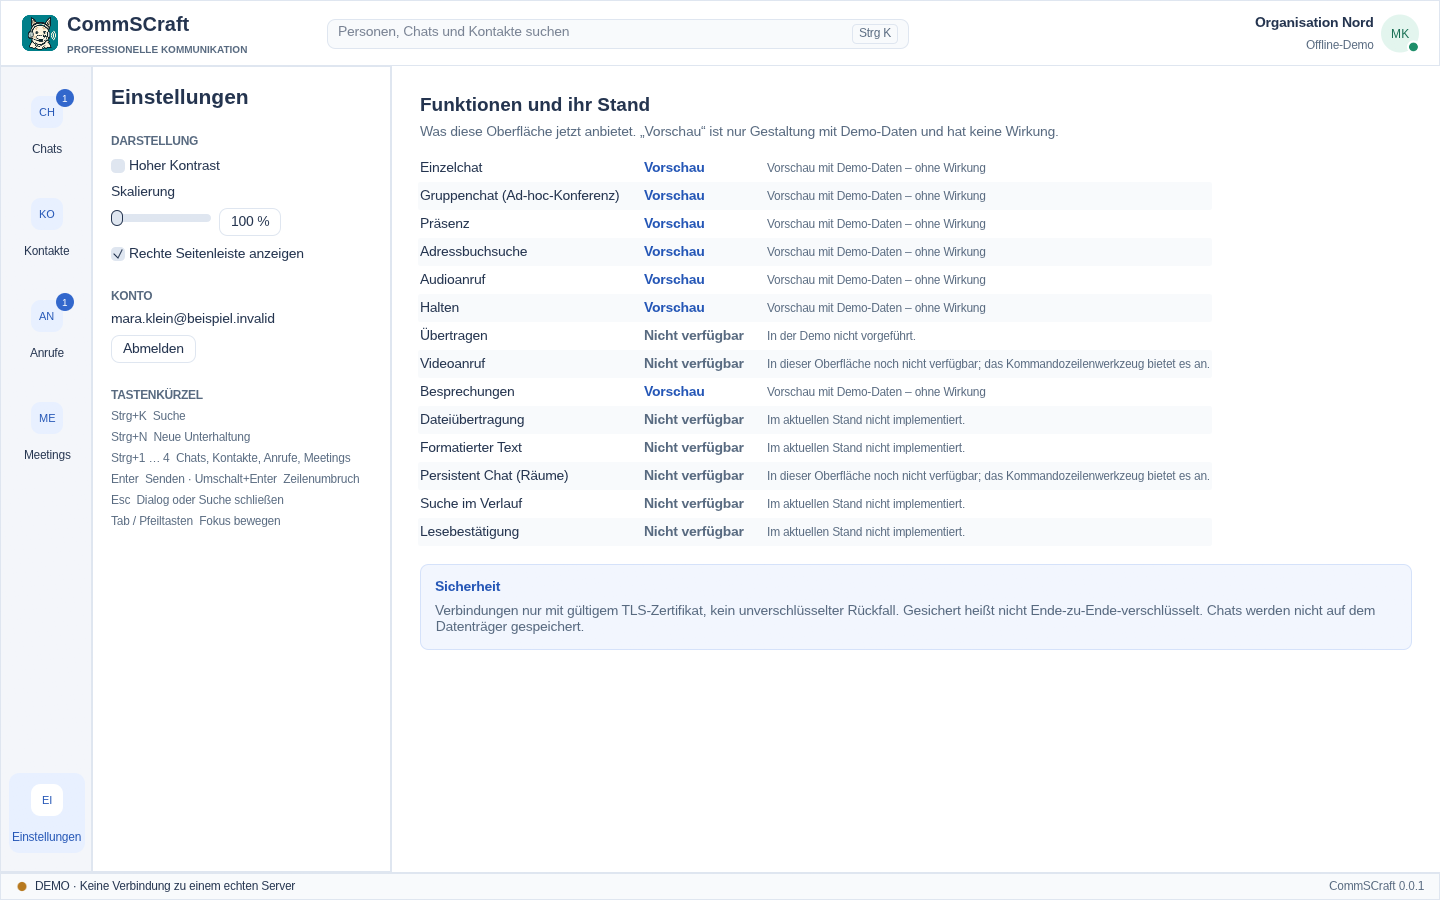 CommSCraft
PROFESSIONELLE KOMMUNIKATION
Personen, Chats und Kontakte suchen
Strg K
Organisation Nord
Offline-Demo
MK
CH
1
Chats
KO
Kontakte
AN
1
Anrufe
ME
Meetings
EI
Einstellungen
Einstellungen
DARSTELLUNG
Hoher Kontrast
Skalierung
100 %
Rechte Seitenleiste anzeigen
KONTO
mara.klein@beispiel.invalid
Abmelden
TASTENKÜRZEL
Strg+K Suche
Strg+N Neue Unterhaltung
Strg+1 … 4 Chats, Kontakte, Anrufe, Meetings
Enter Senden · Umschalt+Enter Zeilenumbruch
Esc Dialog oder Suche schließen
Tab / Pfeiltasten Fokus bewegen
Funktionen und ihr Stand
Was diese Oberfläche jetzt anbietet. „Vorschau“ ist nur Gestaltung mit Demo-Daten und hat keine Wirkung.
Einzelchat Vorschau Vorschau mit Demo-Daten – ohne Wirkung
Gruppenchat (Ad-hoc-Konferenz) Vorschau Vorschau mit Demo-Daten – ohne Wirkung
Präsenz Vorschau Vorschau mit Demo-Daten – ohne Wirkung
Adressbuchsuche Vorschau Vorschau mit Demo-Daten – ohne Wirkung
Audioanruf Vorschau Vorschau mit Demo-Daten – ohne Wirkung
Halten Vorschau Vorschau mit Demo-Daten – ohne Wirkung
Übertragen Nicht verfügbar In der Demo nicht vorgeführt.
Videoanruf Nicht verfügbar In dieser Oberfläche noch nicht verfügbar; das Kommandozeilenwerkzeug bietet es an.
Besprechungen Vorschau Vorschau mit Demo-Daten – ohne Wirkung
Dateiübertragung Nicht verfügbar Im aktuellen Stand nicht implementiert.
Formatierter Text Nicht verfügbar Im aktuellen Stand nicht implementiert.
Persistent Chat (Räume) Nicht verfügbar In dieser Oberfläche noch nicht verfügbar; das Kommandozeilenwerkzeug bietet es an.
Suche im Verlauf Nicht verfügbar Im aktuellen Stand nicht implementiert.
Lesebestätigung Nicht verfügbar Im aktuellen Stand nicht implementiert.
Sicherheit
Verbindungen nur mit gültigem TLS-Zertifikat, kein unverschlüsselter Rückfall. Gesichert heißt nicht Ende-zu-Ende-verschlüsselt. Chats werden nicht auf dem
Datenträger gespeichert.
DEMO · Keine Verbindung zu einem echten Server
CommSCraft 0.0.1